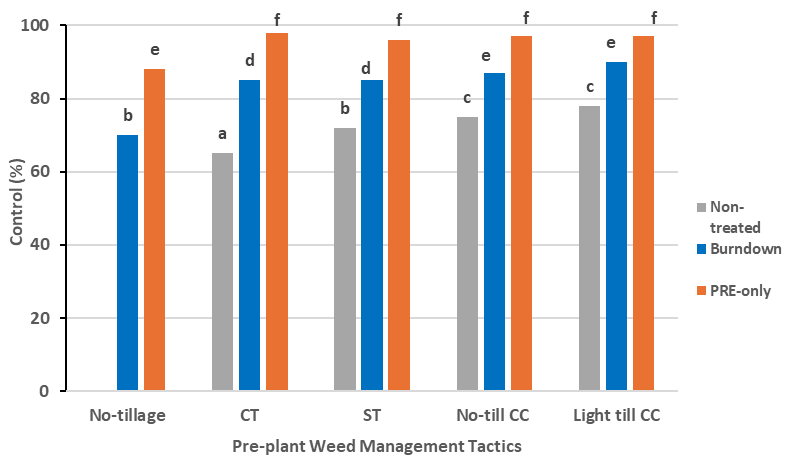 100
80
60
40
20
0
Control (%)
b
e
a
d
f
b
d
f
c
e
f
c
e
f
No-tillage
CT
ST
No-till CC
Light till CC
Pre-plant Weed Management Tactics
Non-
treated
Burndown
PRE-only